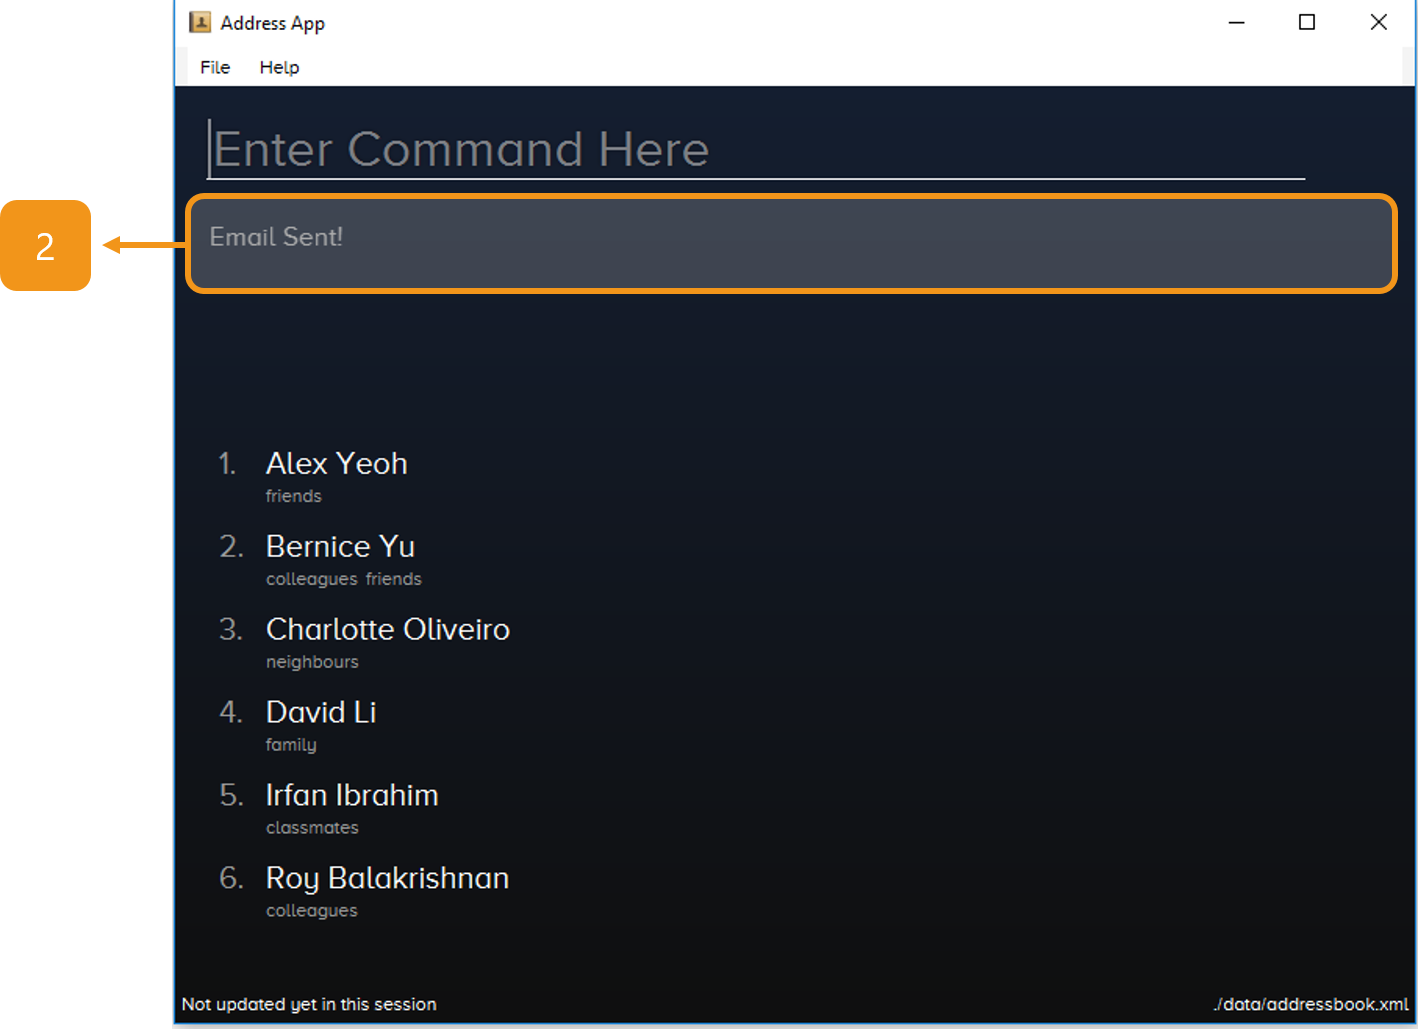 Address App
File Help
Enter Command Here
2
Email Sent!
1. Alex Yeoh
friends
2. Bernice Yu
colleagues friends
3. Charlotte Oliveiro
neighbours
4. David Li
family
5. Irfan Ibrahim
classmates
6. Roy Balakrishnan
colleagues
Not updated yet in this session ./data/addressbook.xml